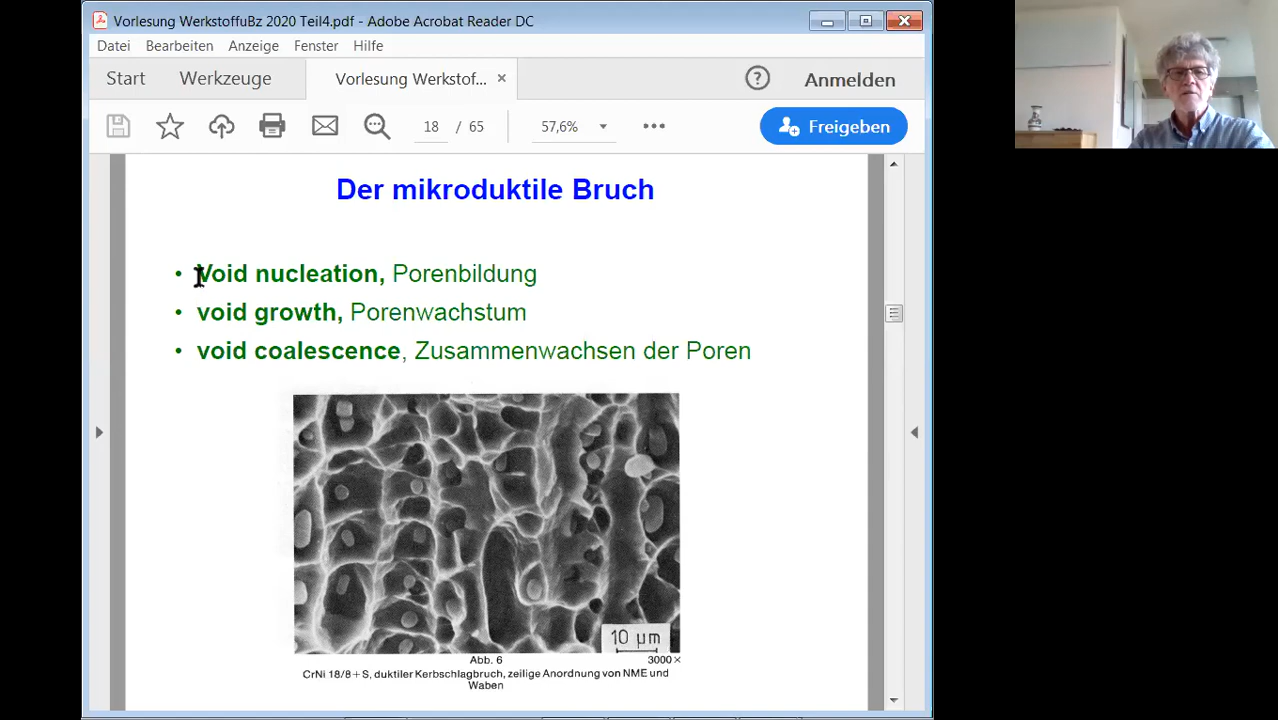 Vorlesung WerkstoffuBz 2020 Teil4.pdf - Adobe Acrobat Reader DC
Datei Bearbeiten Anzeige Fenster Hilfe
Start Werkzeuge Vorlesung Werkstof... × ? Anmelden
18 / 65 57,6% Freigeben
Der mikroduktile Bruch
• Void nucleation, Porenbildung
• void growth, Porenwachstum
• void coalescence, Zusammenwachsen der Poren
10 µm
Abb. 6 3000×
CrNi 18/8+S, duktiler Kerbschlagbruch, zeilige Anordnung von NME und
Waben